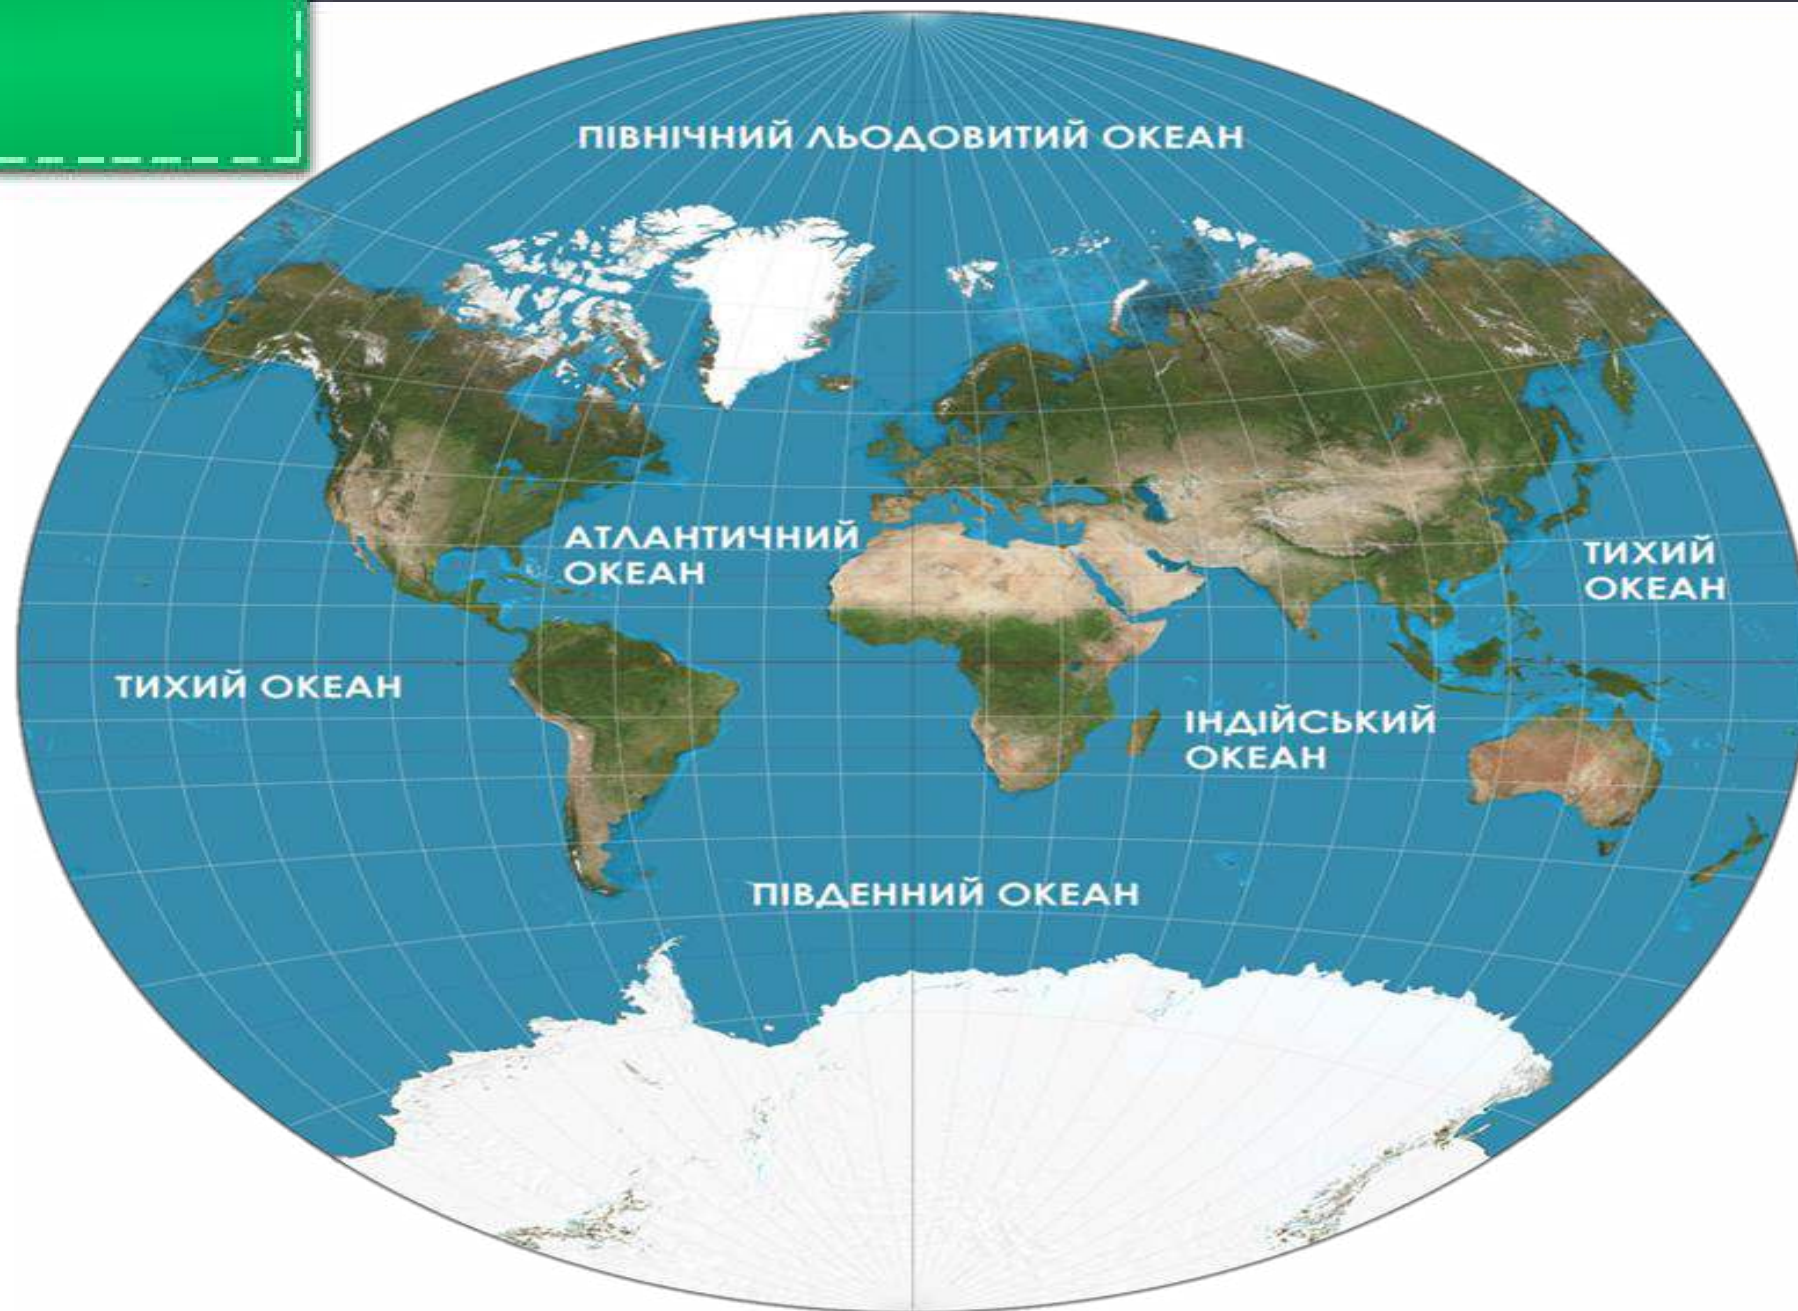 ПІВНІЧНИЙ ЛЬОДОВИТИЙ ОКЕАН
АТЛАНТИЧНИЙ
ОКЕАН
ТИХИЙ
ОКЕАН
ТИХИЙ ОКЕАН
ІНДІЙСЬКИЙ
ОКЕАН
ПІВДЕННИЙ ОКЕАН